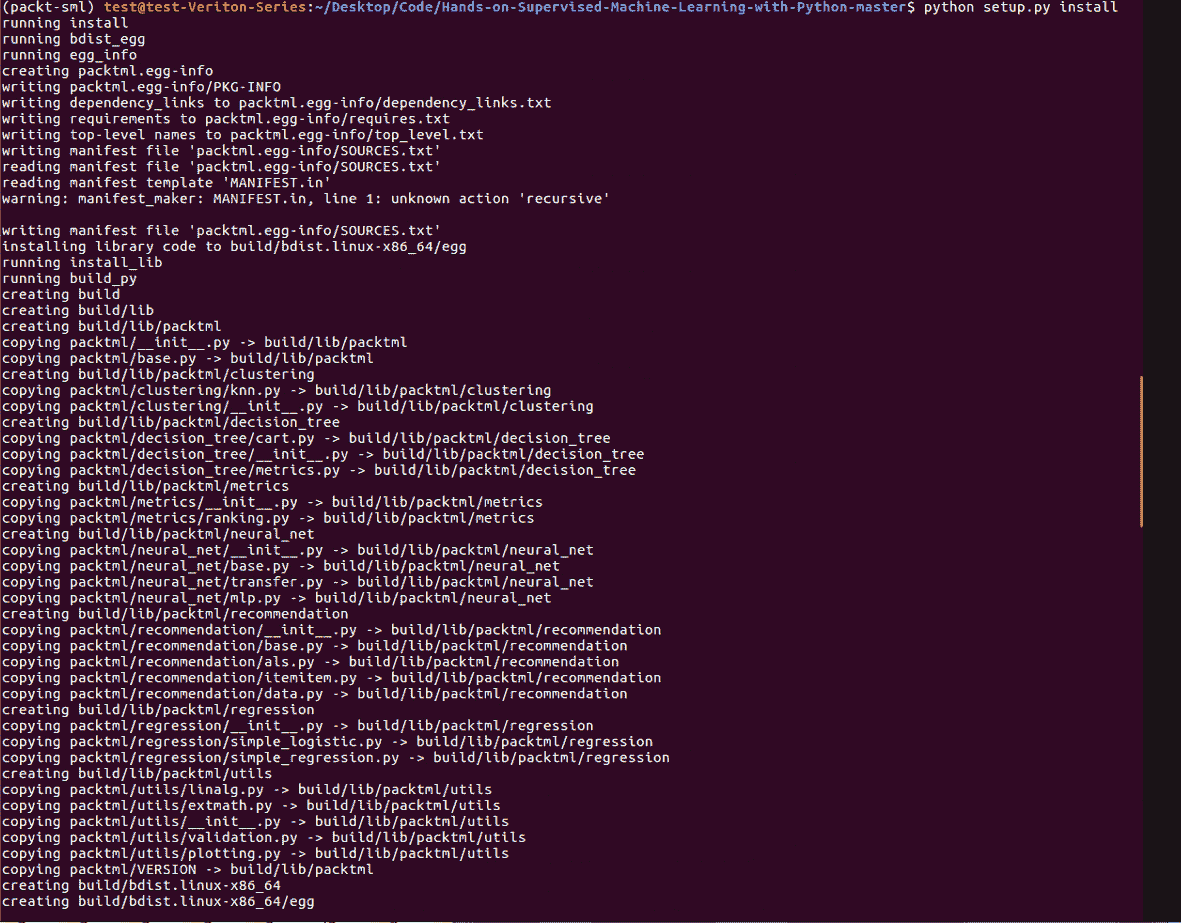 (packt-sml) test@test-Veriton-Series:~/Desktop/Code/Hands-on-Supervised-Machine-Learning-with-Python-master$ python setup.py install
running install
running bdist_egg
running egg_info
creating packtml.egg-info
writing packtml.egg-info/PKG-INFO
writing dependency_links to packtml.egg-info/dependency_links.txt
writing requirements to packtml.egg-info/requires.txt
writing top-level names to packtml.egg-info/top_level.txt
writing manifest file 'packtml.egg-info/SOURCES.txt'
reading manifest file 'packtml.egg-info/SOURCES.txt'
reading manifest template 'MANIFEST.in'
warning: manifest_maker: MANIFEST.in, line 1: unknown action 'recursive'
writing manifest file 'packtml.egg-info/SOURCES.txt'
installing library code to build/bdist.linux-x86_64/egg
running install_lib
running build_py
creating build
creating build/lib
creating build/lib/packtml
copying packtml/__init__.py -> build/lib/packtml
copying packtml/base.py -> build/lib/packtml
creating build/lib/packtml/clustering
copying packtml/clustering/knn.py -> build/lib/packtml/clustering
copying packtml/clustering/__init__.py -> build/lib/packtml/clustering
creating build/lib/packtml/decision_tree
copying packtml/decision_tree/cart.py -> build/lib/packtml/decision_tree
copying packtml/decision_tree/__init__.py -> build/lib/packtml/decision_tree
copying packtml/decision_tree/metrics.py -> build/lib/packtml/decision_tree
creating build/lib/packtml/metrics
copying packtml/metrics/__init__.py -> build/lib/packtml/metrics
copying packtml/metrics/ranking.py -> build/lib/packtml/metrics
creating build/lib/packtml/neural_net
copying packtml/neural_net/__init__.py -> build/lib/packtml/neural_net
copying packtml/neural_net/base.py -> build/lib/packtml/neural_net
copying packtml/neural_net/transfer.py -> build/lib/packtml/neural_net
copying packtml/neural_net/mlp.py -> build/lib/packtml/neural_net
creating build/lib/packtml/recommendation
copying packtml/recommendation/__init__.py -> build/lib/packtml/recommendation
copying packtml/recommendation/base.py -> build/lib/packtml/recommendation
copying packtml/recommendation/als.py -> build/lib/packtml/recommendation
copying packtml/recommendation/itemitem.py -> build/lib/packtml/recommendation
copying packtml/recommendation/data.py -> build/lib/packtml/recommendation
creating build/lib/packtml/regression
copying packtml/regression/__init__.py -> build/lib/packtml/regression
copying packtml/regression/simple_logistic.py -> build/lib/packtml/regression
copying packtml/regression/simple_regression.py -> build/lib/packtml/regression
creating build/lib/packtml/utils
copying packtml/utils/linalg.py -> build/lib/packtml/utils
copying packtml/utils/extmath.py -> build/lib/packtml/utils
copying packtml/utils/__init__.py -> build/lib/packtml/utils
copying packtml/utils/validation.py -> build/lib/packtml/utils
copying packtml/utils/plotting.py -> build/lib/packtml/utils
copying packtml/VERSION -> build/lib/packtml
creating build/bdist.linux-x86_64
creating build/bdist.linux-x86_64/egg